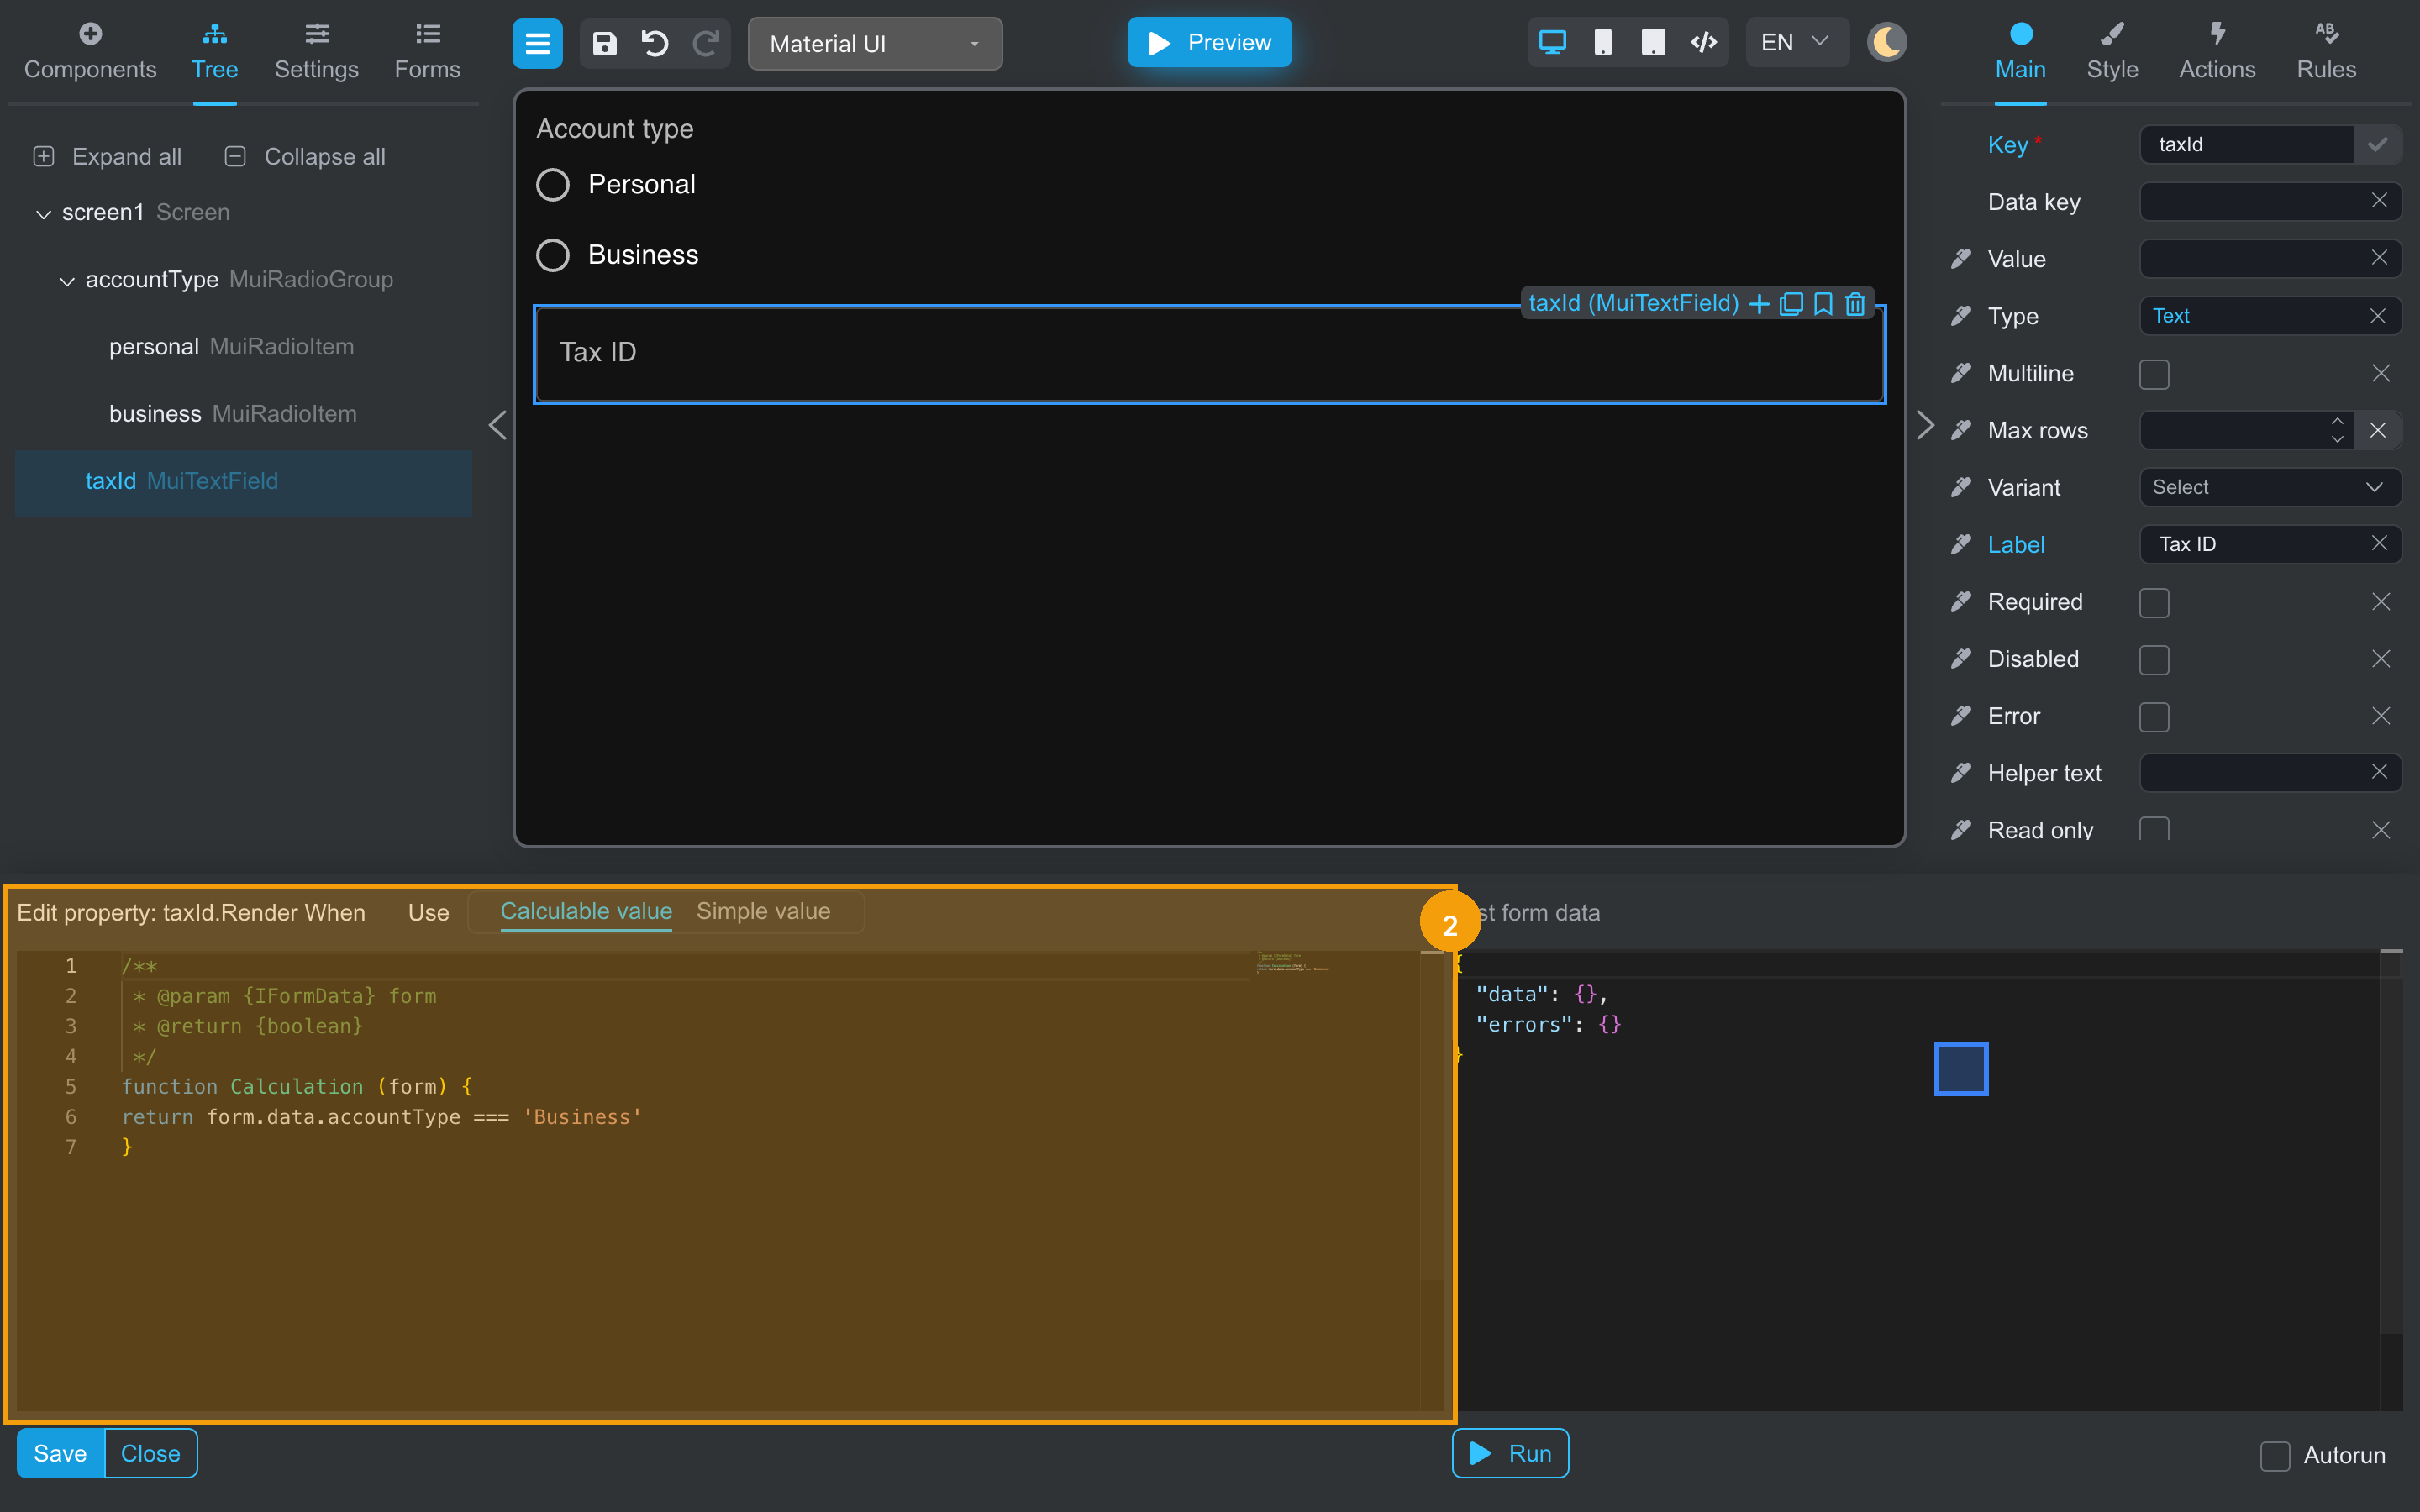 Components Tree Settings Forms
Material UI
Preview
EN
Main Style Actions Rules
Expand all Collapse all
screen1 Screen
accountType MuiRadioGroup
personal MuiRadioItem
business MuiRadioItem
taxId MuiTextField
Account type
Personal
Business
taxId (MuiTextField)
Tax ID
Key * taxId
Data key
Value
Type Text
Multiline
Max rows
Variant Select
Label Tax ID
Required
Disabled
Error
Helper text
Read only
Edit property: taxId.Render When Use Calculable value Simple value
2
st form data
1 /**
2 * @param {IFormData} form
3 * @return {boolean}
4 */
5 function Calculation (form) {
6 return form.data.accountType === 'Business'
7 }
{
"data": {},
"errors": {}
}
Save Close
Run
Autorun